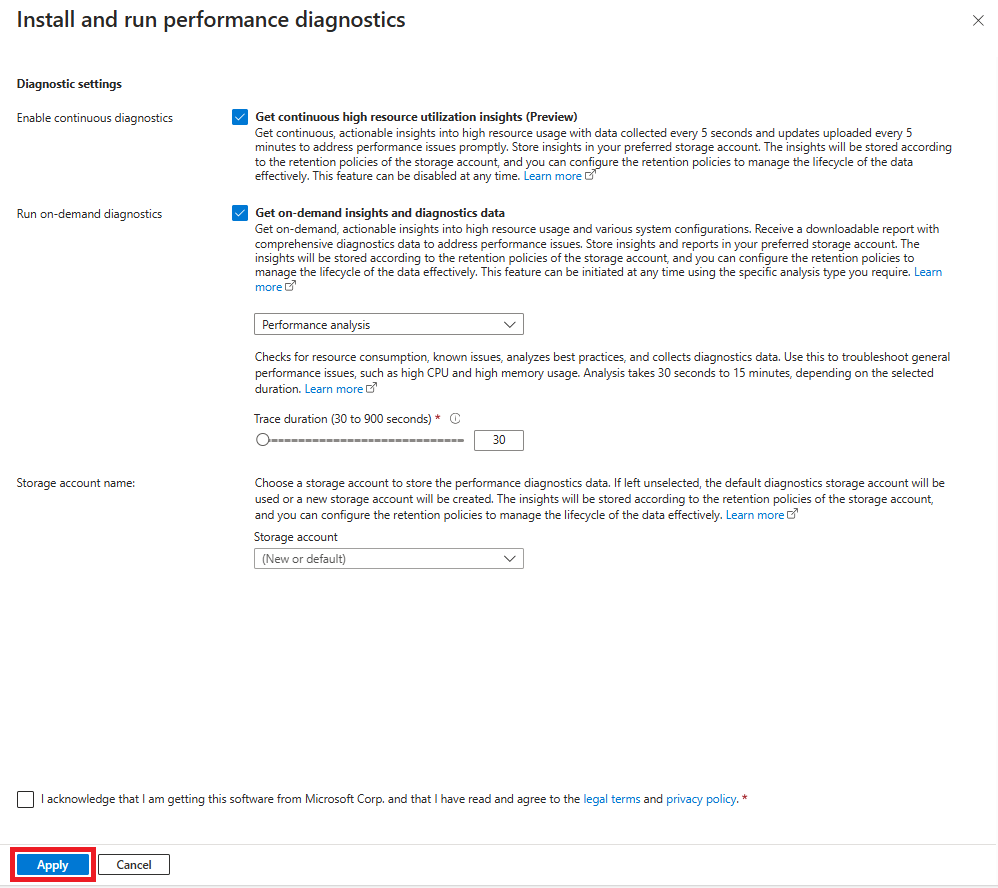 Install and run performance diagnostics
Diagnostic settings
Enable continuous diagnostics
Get continuous high resource utilization insights (Preview)
Get continuous, actionable insights into high resource usage with data collected every 5 seconds and updates uploaded every 5
minutes to address performance issues promptly. Store insights in your preferred storage account. The insights will be stored according
to the retention policies of the storage account, and you can configure the retention policies to manage the lifecycle of the data
effectively. This feature can be disabled at any time. Learn more
Run on-demand diagnostics
Get on-demand insights and diagnostics data
Get on-demand, actionable insights into high resource usage and various system configurations. Receive a downloadable report with
comprehensive diagnostics data to address performance issues. Store insights and reports in your preferred storage account. The
insights will be stored according to the retention policies of the storage account, and you can configure the retention policies to
manage the lifecycle of the data effectively. This feature can be initiated at any time using the specific analysis type you require. Learn
more
Performance analysis
Checks for resource consumption, known issues, analyzes best practices, and collects diagnostics data. Use this to troubleshoot general
performance issues, such as high CPU and high memory usage. Analysis takes 30 seconds to 15 minutes, depending on the selected
duration. Learn more
Trace duration (30 to 900 seconds) *
30
Storage account name:
Choose a storage account to store the performance diagnostics data. If left unselected, the default diagnostics storage account will be
used or a new storage account will be created. The insights will be stored according to the retention policies of the storage account,
and you can configure the retention policies to manage the lifecycle of the data effectively. Learn more
Storage account
(New or default)
I acknowledge that I am getting this software from Microsoft Corp. and that I have read and agree to the legal terms and privacy policy. *
Apply
Cancel